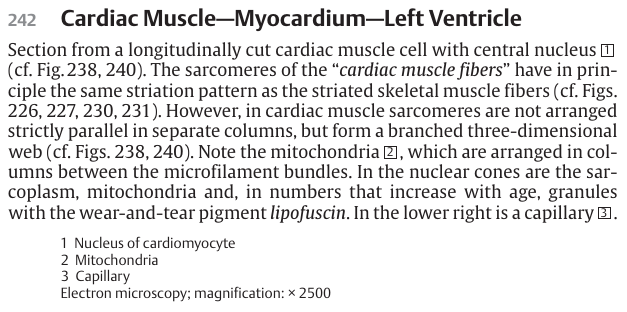 242 Cardiac Muscle—Myocardium—Left Ventricle
Section from a longitudinally cut cardiac muscle cell with central nucleus 1
(cf. Fig. 238, 240). The sarcomeres of the “cardiac muscle fibers” have in prin-
ciple the same striation pattern as the striated skeletal muscle fibers (cf. Figs.
226, 227, 230, 231). However, in cardiac muscle sarcomeres are not arranged
strictly parallel in separate columns, but form a branched three-dimensional
web (cf. Figs. 238, 240). Note the mitochondria 2, which are arranged in col-
umns between the microfilament bundles. In the nuclear cones are the sar-
coplasm, mitochondria and, in numbers that increase with age, granules
with the wear-and-tear pigment lipofuscin. In the lower right is a capillary 3.
1 Nucleus of cardiomyocyte
2 Mitochondria
3 Capillary
Electron microscopy; magnification: × 2500